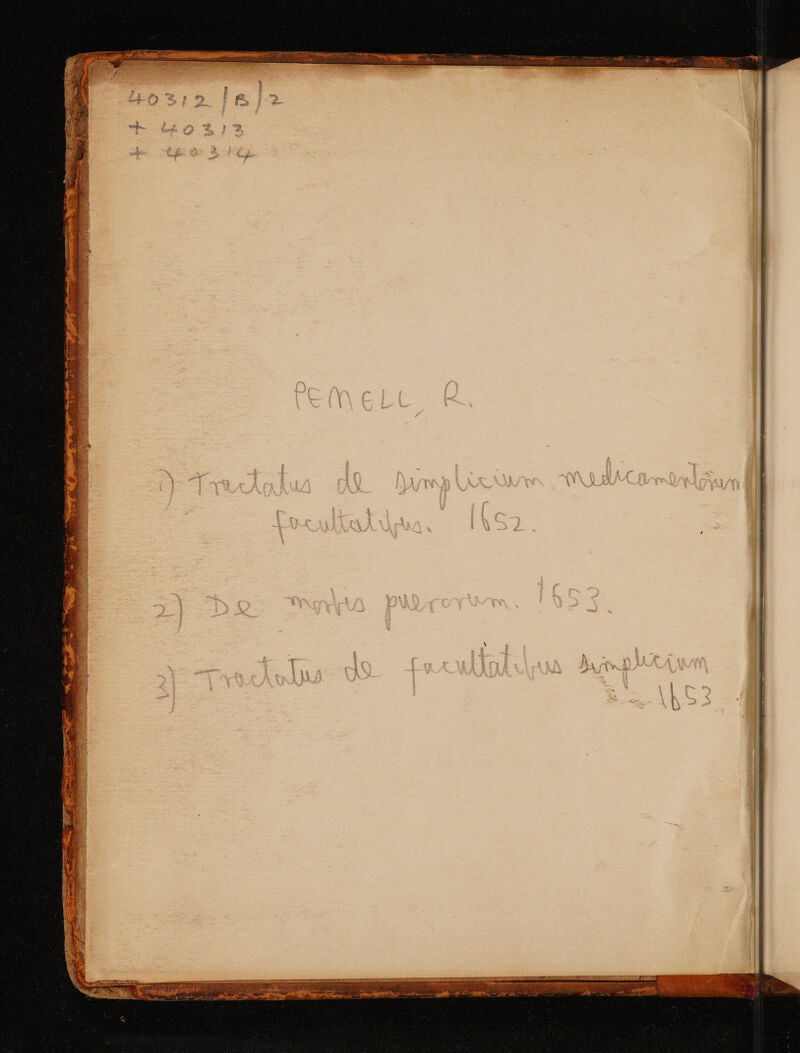 40312/B/2
+ 40313
+ 40314
PEMELL, R.
1) Tractatus de simplicium medicamentorum
facultatibus. 1652.
2) De morbis puerorum. 1653.
3) Tractatus de facultatibus simplicium
1653